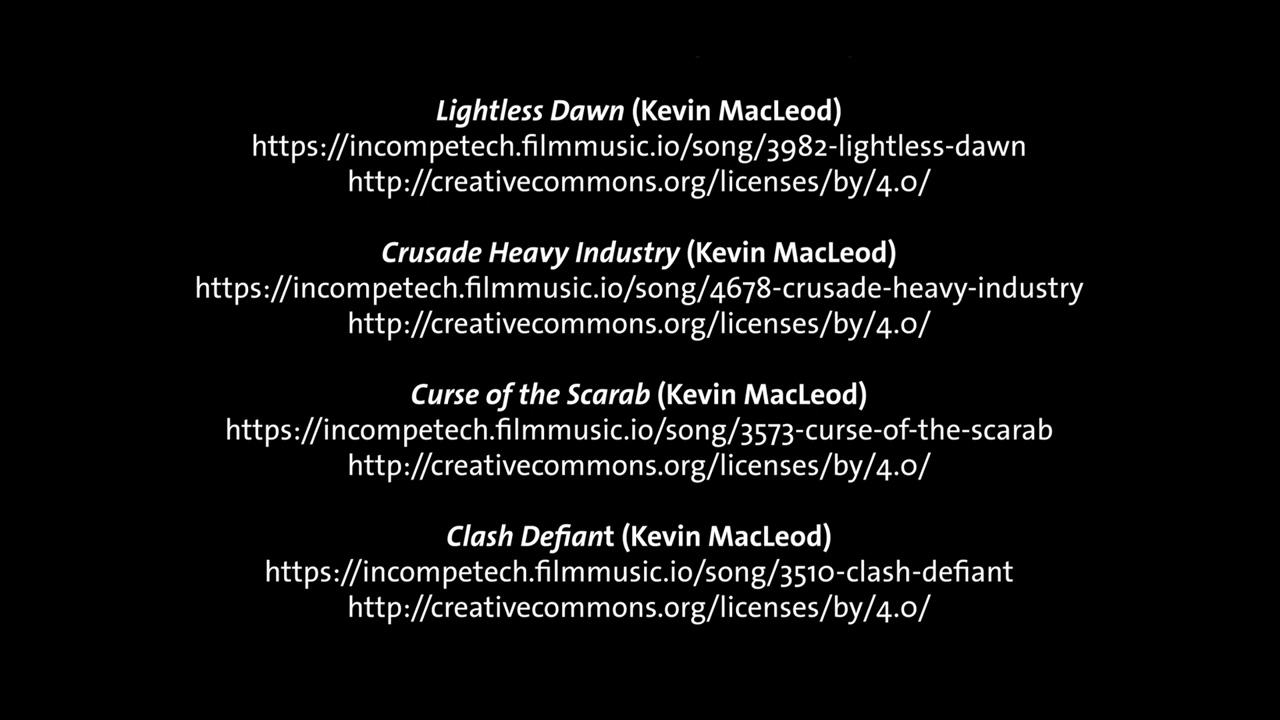 Lightless Dawn (Kevin MacLeod)
https://incompetech.filmmusic.io/song/3982-lightless-dawn
http://creativecommons.org/licenses/by/4.0/
Crusade Heavy Industry (Kevin MacLeod)
https://incompetech.filmmusic.io/song/4678-crusade-heavy-industry
http://creativecommons.org/licenses/by/4.0/
Curse of the Scarab (Kevin MacLeod)
https://incompetech.filmmusic.io/song/3573-curse-of-the-scarab
http://creativecommons.org/licenses/by/4.0/
Clash Defiant (Kevin MacLeod)
https://incompetech.filmmusic.io/song/3510-clash-defiant
http://creativecommons.org/licenses/by/4.0/